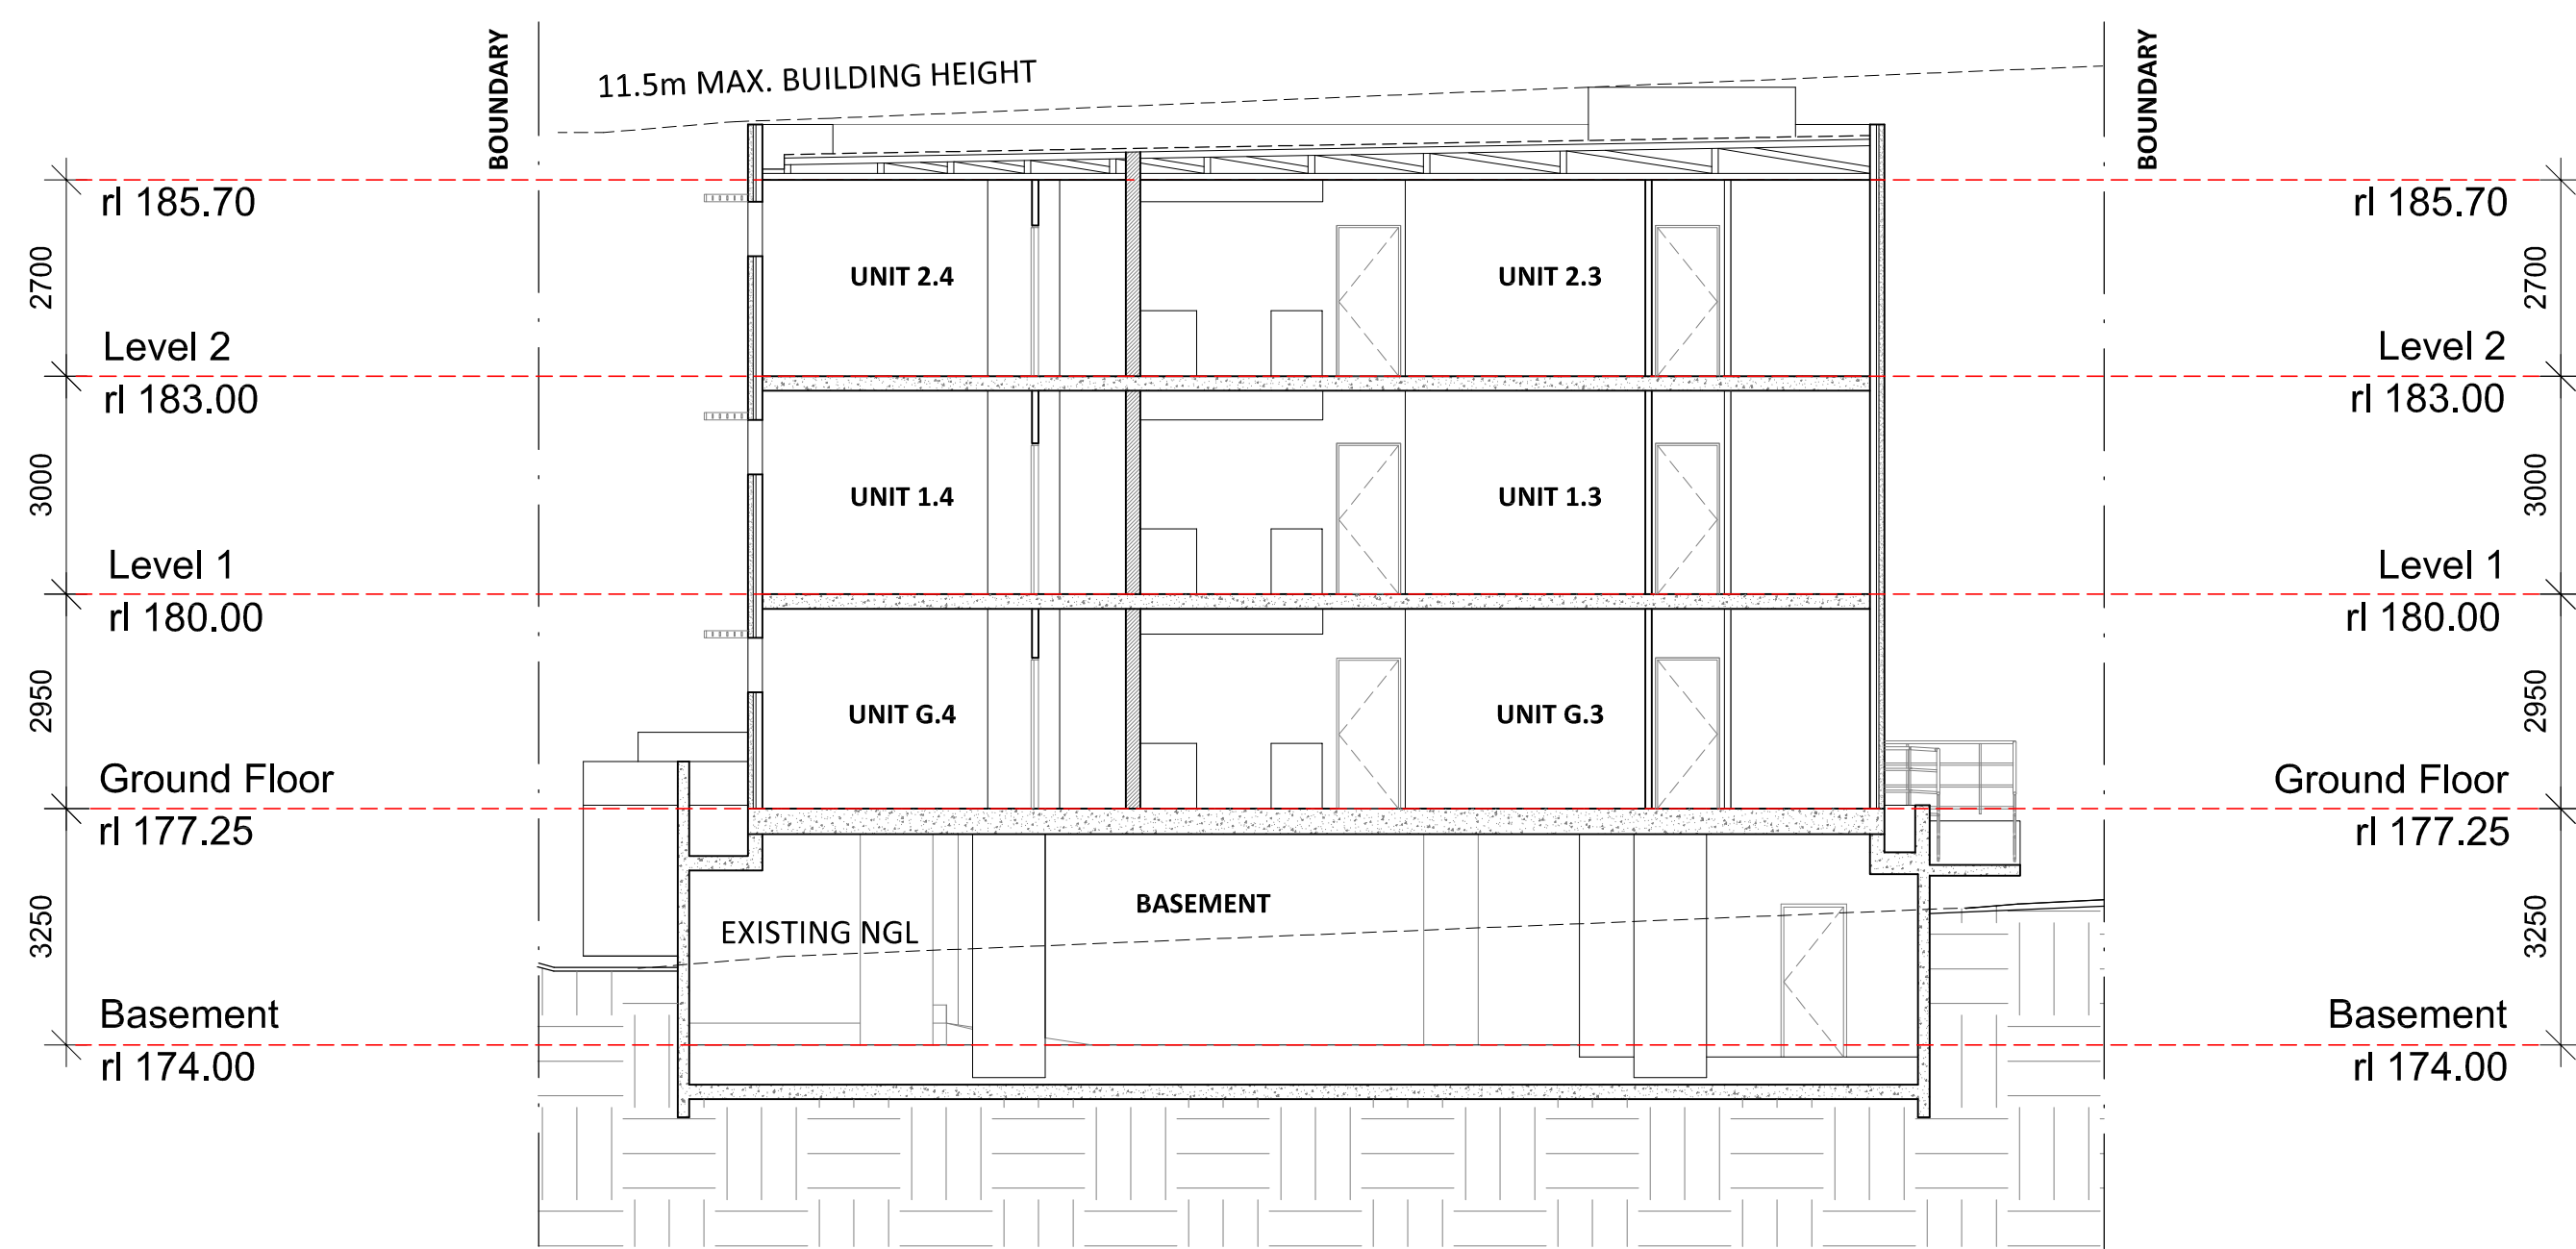 BOUNDARY
11.5m MAX. BUILDING HEIGHT
BOUNDARY
rl 185.70
rl 185.70
2700
UNIT 2.4
UNIT 2.3
2700
Level 2
Level 2
rl 183.00
rl 183.00
3000
UNIT 1.4
UNIT 1.3
3000
Level 1
Level 1
rl 180.00
rl 180.00
2950
UNIT G.4
UNIT G.3
2950
Ground Floor
Ground Floor
rl 177.25
rl 177.25
3250
EXISTING NGL
BASEMENT
3250
Basement
Basement
rl 174.00
rl 174.00